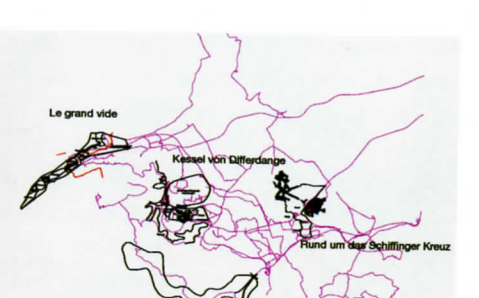 Le grand vide
Kessel von Differdange
Rund um das Schiffinger Kreuz